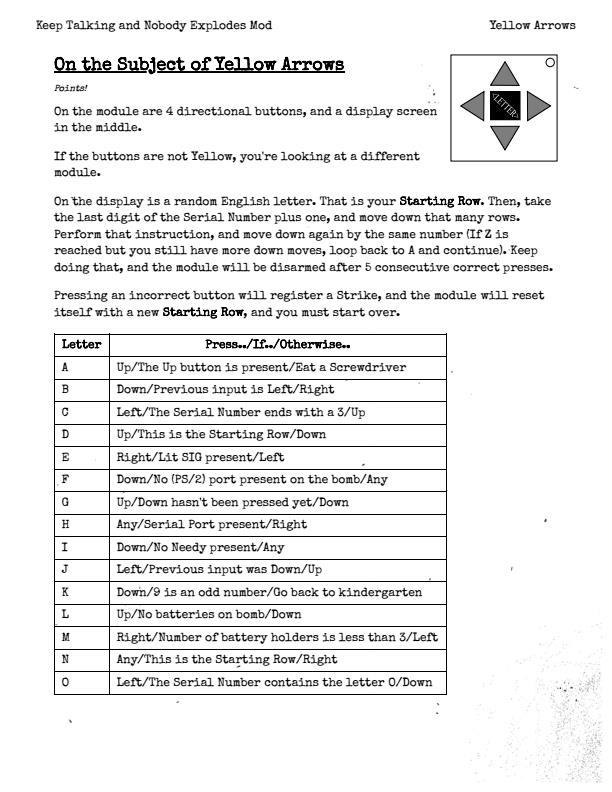 Keep Talking and Nobody Explodes Mod Yellow Arrows
On the Subject of Yellow Arrows
Points!
On the module are 4 directional buttons, and a display screen
in the middle.
If the buttons are not Yellow, you're looking at a different
module.
On the display is a random English letter. That is your Starting Row. Then, take
the last digit of the Serial Number plus one, and move down that many rows.
Perform that instruction, and move down again by the same number (If Z is
reached but you still have more down moves, loop back to A and continue). Keep
doing that, and the module will be disarmed after 5 consecutive correct presses.
Pressing an incorrect button will register a Strike, and the module will reset
itself with a new Starting Row, and you must start over.
Letter Press../If../Otherwise..
A Up/The Up button is present/Eat a Screwdriver
B Down/Previous input is Left/Right
C Left/The Serial Number ends with a 3/Up
D Up/This is the Starting Row/Down
E Right/Lit SIG present/Left
F Down/No (PS/2) port present on the bomb/Any
G Up/Down hasn't been pressed yet/Down
H Any/Serial Port present/Right
I Down/No Needy present/Any
J Left/Previous input was Down/Up
K Down/9 is an odd number/Go back to kindergarten
L Up/No batteries on bomb/Down
M Right/Number of battery holders is less than 3/Left
N Any/This is the Starting Row/Right
O Left/The Serial Number contains the letter O/Down
LETTER